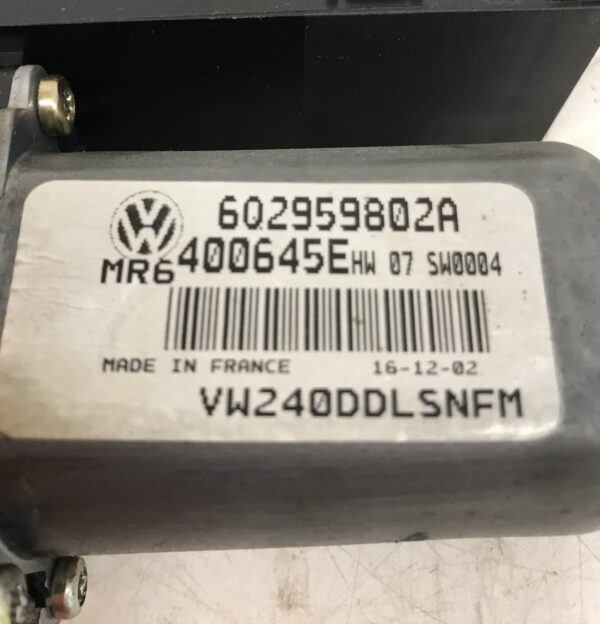 6Q2959802A
MR6 400645E HW 07 SW0004
MADE IN FRANCE 16-12-02
VW240DDLSNFM